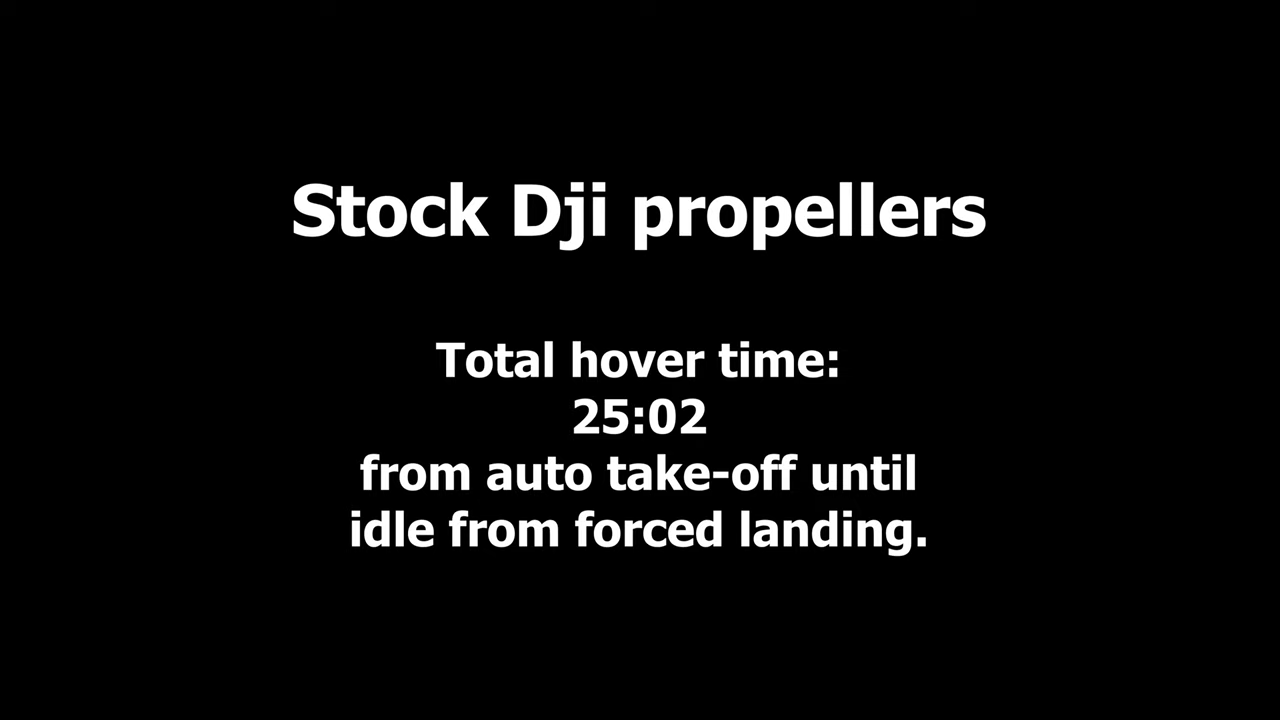 Stock Dji propellers
Total hover time:
25:02
from auto take-off until
idle from forced landing.